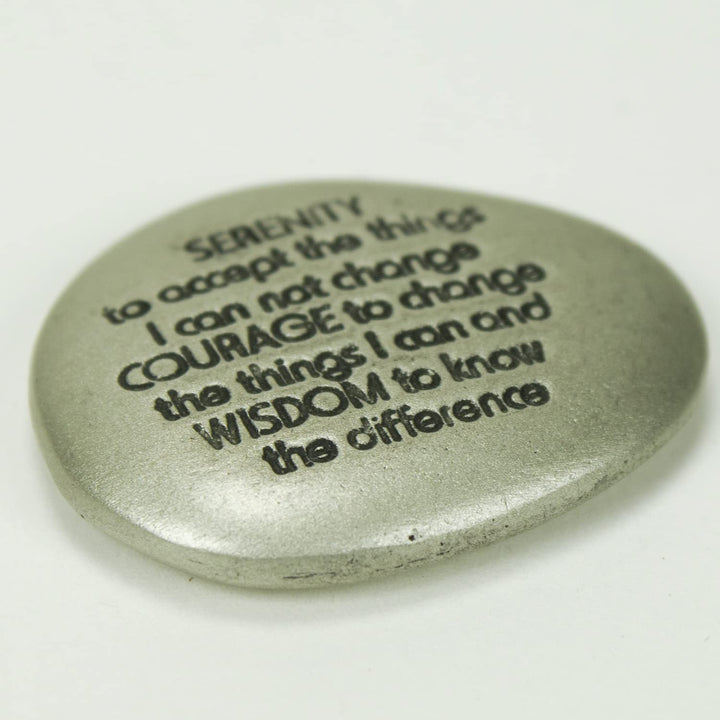 SERENITY
to accept the things
I can not change
COURAGE to change
the things I can and
WISDOM to know
the difference